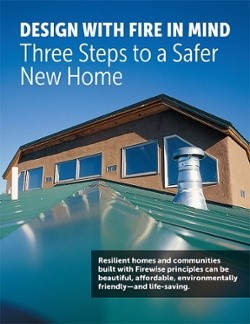 DESIGN WITH FIRE IN MIND
Three Steps to a Safer
New Home
Resilient homes and communities
built with Firewise principles can be
beautiful, affordable, environmentally
friendly—and life-saving.